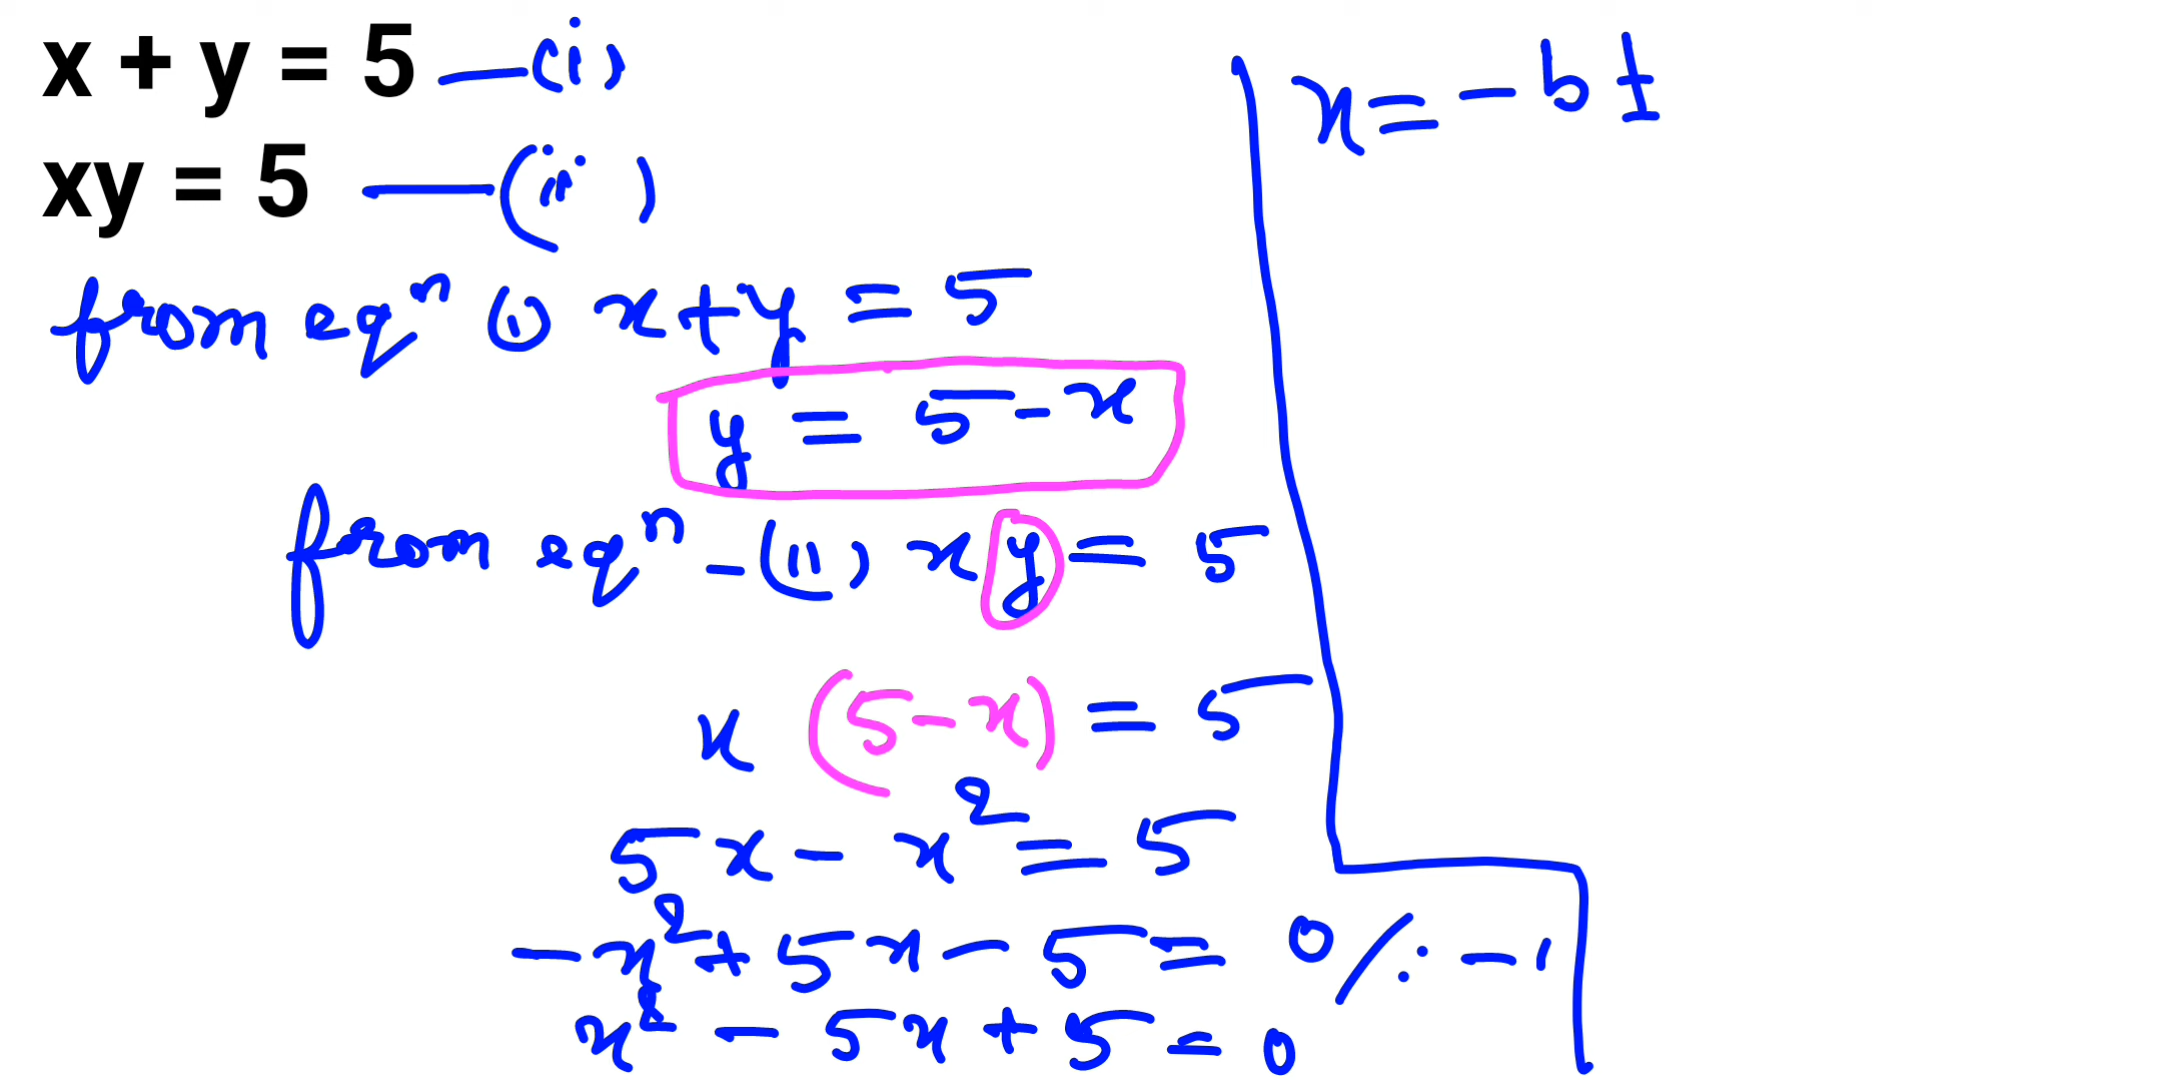 x + y = 5 —(i)
xy = 5 —(ii)
from eqⁿ (i) x+y = 5
y = 5-x
from eqⁿ - (ii) xy = 5
x (5-x) = 5
5x - x² = 5
-x² + 5x - 5 = 0 / ÷ -1
x² - 5x + 5 = 0
x = -b ±